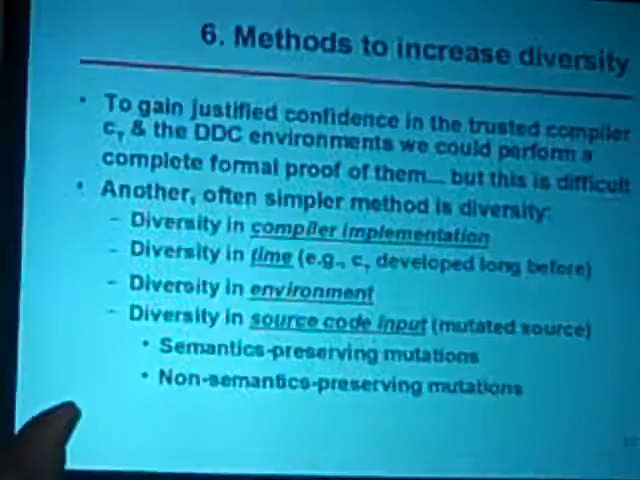 6. Methods to increase diversity
• To gain justified confidence in the trusted compiler
cT & the DDC environments we could perform a
complete formal proof of them... but this is difficult
• Another, often simpler method is diversity:
– Diversity in compiler implementation
– Diversity in time (e.g., cT developed long before)
– Diversity in environment
– Diversity in source code input (mutated source)
• Semantics-preserving mutations
• Non-semantics-preserving mutations